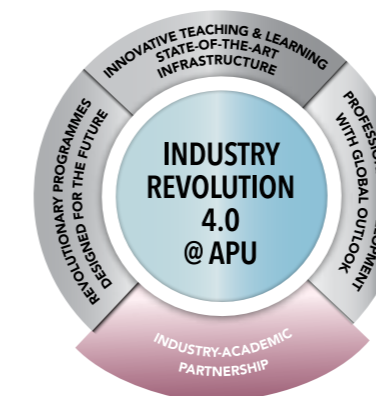 INNOVATIVE TEACHING & LEARNING
STATE-OF-THE-ART
INFRASTRUCTURE
REVOLUTIONARY PROGRAMMES
DESIGNED FOR THE FUTURE
INDUSTRY
REVOLUTION
4.0
@ APU
WITH GLOBAL OUTLOOK
INDUSTRY-ACADEMIC
PARTNERSHIP